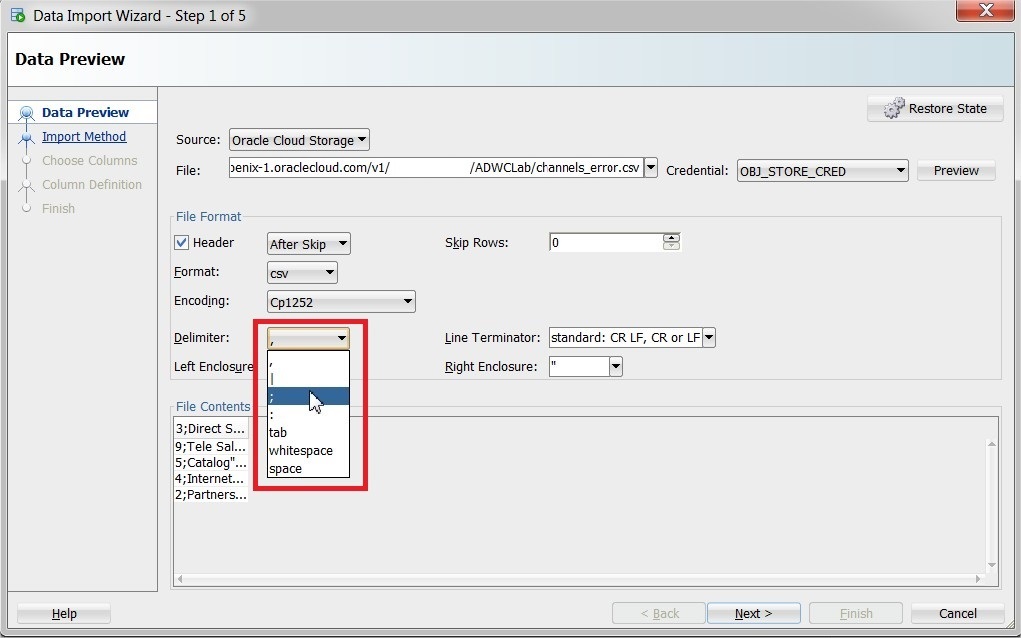 Data Import Wizard - Step 1 of 5
X
Data Preview
Data Preview
Import Method
Choose Columns
Column Definition
Finish
Restore State
Source: Oracle Cloud Storage
File: penix-1.oraclecloud.com/v1/ /ADWCLab/channels_error.csv Credential: OBJ_STORE_CRED Preview
File Format
Header After Skip Skip Rows: 0
Format: csv
Encoding: Cp1252
Delimiter: , Line Terminator: standard: CR LF, CR or LF
Left Enclosure Right Enclosure: "
,
|
;
:
tab
whitespace
space
File Contents
3;Direct S...
9;Tele Sal...
5;Catalog"...
4;Internet...
2;Partners...
Help < Back Next > Finish Cancel